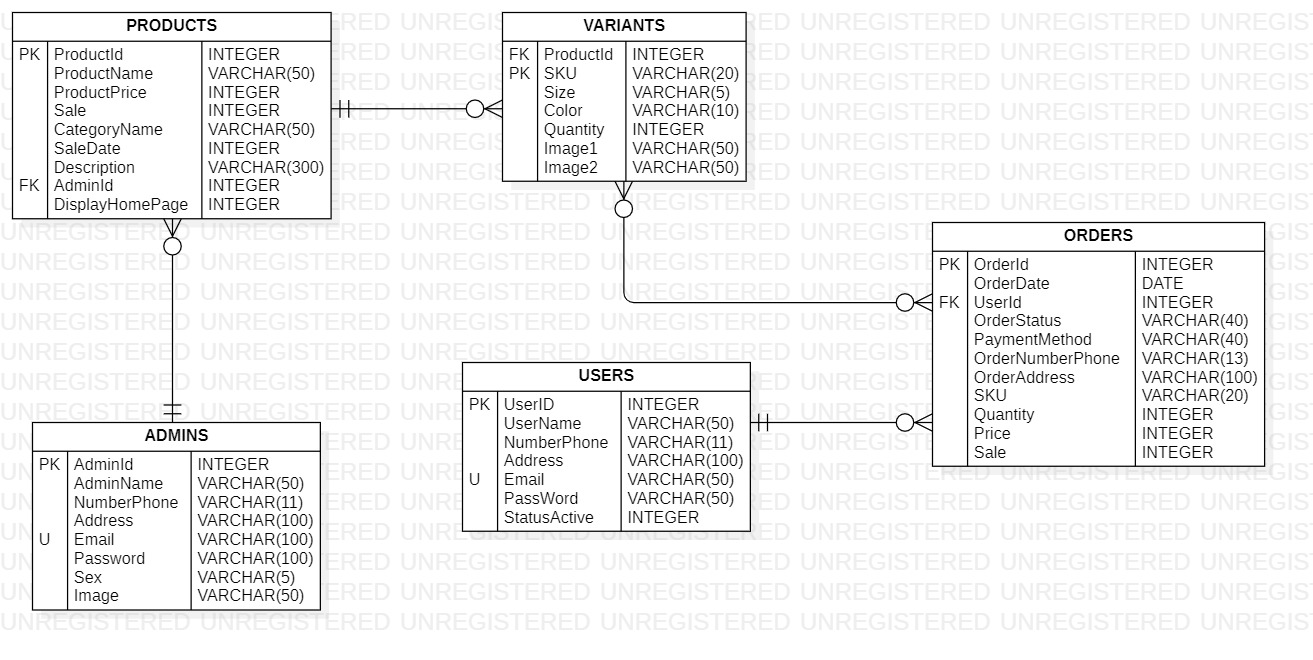 PRODUCTS
PK ProductId INTEGER
ProductName VARCHAR(50)
ProductPrice INTEGER
Sale INTEGER
CategoryName VARCHAR(50)
SaleDate INTEGER
Description VARCHAR(300)
FK AdminId INTEGER
DisplayHomePage INTEGER
VARIANTS
FK ProductId INTEGER
PK SKU VARCHAR(20)
Size VARCHAR(5)
Color VARCHAR(10)
Quantity INTEGER
Image1 VARCHAR(50)
Image2 VARCHAR(50)
ORDERS
PK OrderId INTEGER
OrderDate DATE
FK UserId INTEGER
OrderStatus VARCHAR(40)
PaymentMethod VARCHAR(40)
OrderNumberPhone VARCHAR(13)
OrderAddress VARCHAR(100)
SKU VARCHAR(20)
Quantity INTEGER
Price INTEGER
Sale INTEGER
USERS
PK UserID INTEGER
UserName VARCHAR(50)
NumberPhone VARCHAR(11)
Address VARCHAR(100)
U Email VARCHAR(50)
PassWord VARCHAR(50)
StatusActive INTEGER
ADMINS
PK AdminId INTEGER
AdminName VARCHAR(50)
NumberPhone VARCHAR(11)
Address VARCHAR(100)
U Email VARCHAR(100)
Password VARCHAR(100)
Sex VARCHAR(5)
Image VARCHAR(50)
UNREGISTERED UNREGISTERED UNREGISTERED UNREGISTERED UNREGISTERED UNREGISTERED